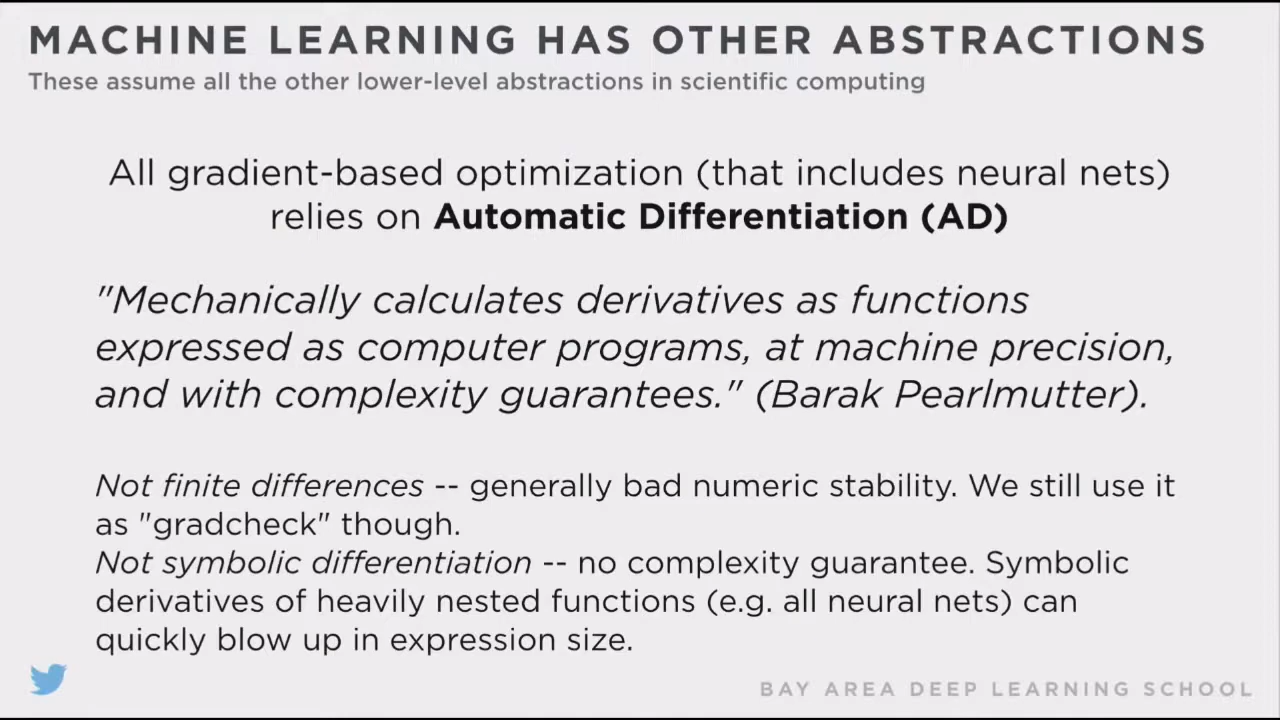 MACHINE LEARNING HAS OTHER ABSTRACTIONS
These assume all the other lower-level abstractions in scientific computing
All gradient-based optimization (that includes neural nets)
relies on Automatic Differentiation (AD)
"Mechanically calculates derivatives as functions
expressed as computer programs, at machine precision,
and with complexity guarantees." (Barak Pearlmutter).
Not finite differences -- generally bad numeric stability. We still use it
as "gradcheck" though.
Not symbolic differentiation -- no complexity guarantee. Symbolic
derivatives of heavily nested functions (e.g. all neural nets) can
quickly blow up in expression size.
BAY AREA DEEP LEARNING SCHOOL